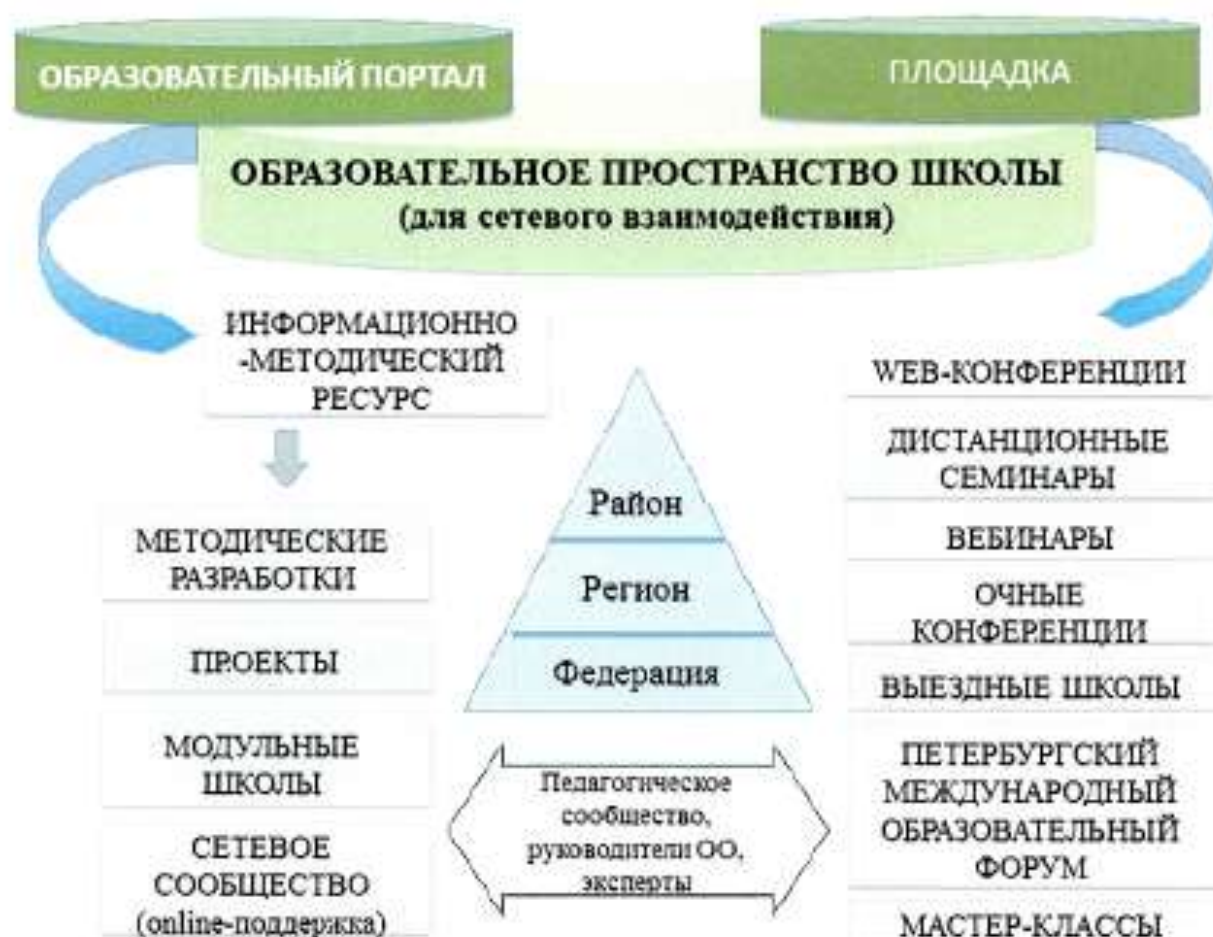 ОБРАЗОВАТЕЛЬНЫЙ ПОРТАЛ
ПЛОЩАДКА
ОБРАЗОВАТЕЛЬНОЕ ПРОСТРАНСТВО ШКОЛЫ
(для сетевого взаимодействия)
ИНФОРМАЦИОННО
-МЕТОДИЧЕСКИЙ
РЕСУРС
МЕТОДИЧЕСКИЕ
РАЗРАБОТКИ
ПРОЕКТЫ
МОДУЛЬНЫЕ
ШКОЛЫ
СЕТЕВОЕ
СООБЩЕСТВО
(online-поддержка)
Район
Регион
Федерация
Педагогическое
сообщество,
руководители ОО,
эксперты
WEB-КОНФЕРЕНЦИИ
ДИСТАНЦИОННЫЕ
СЕМИНАРЫ
ВЕБИНАРЫ
ОЧНЫЕ
КОНФЕРЕНЦИИ
ВЫЕЗДНЫЕ ШКОЛЫ
ПЕТЕРБУРГСКИЙ
МЕЖДУНАРОДНЫЙ
ОБРАЗОВАТЕЛЬНЫЙ
ФОРУМ
МАСТЕР-КЛАССЫ